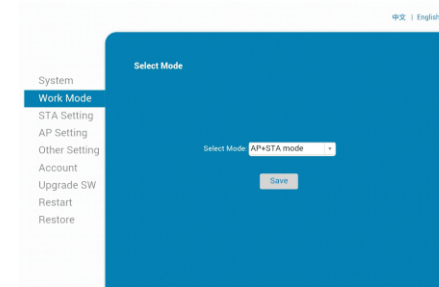 中文 | English
Select Mode
System
Work Mode
STA Setting
AP Setting
Other Setting
Account
Upgrade SW
Restart
Restore
Select Mode AP+STA mode
Save